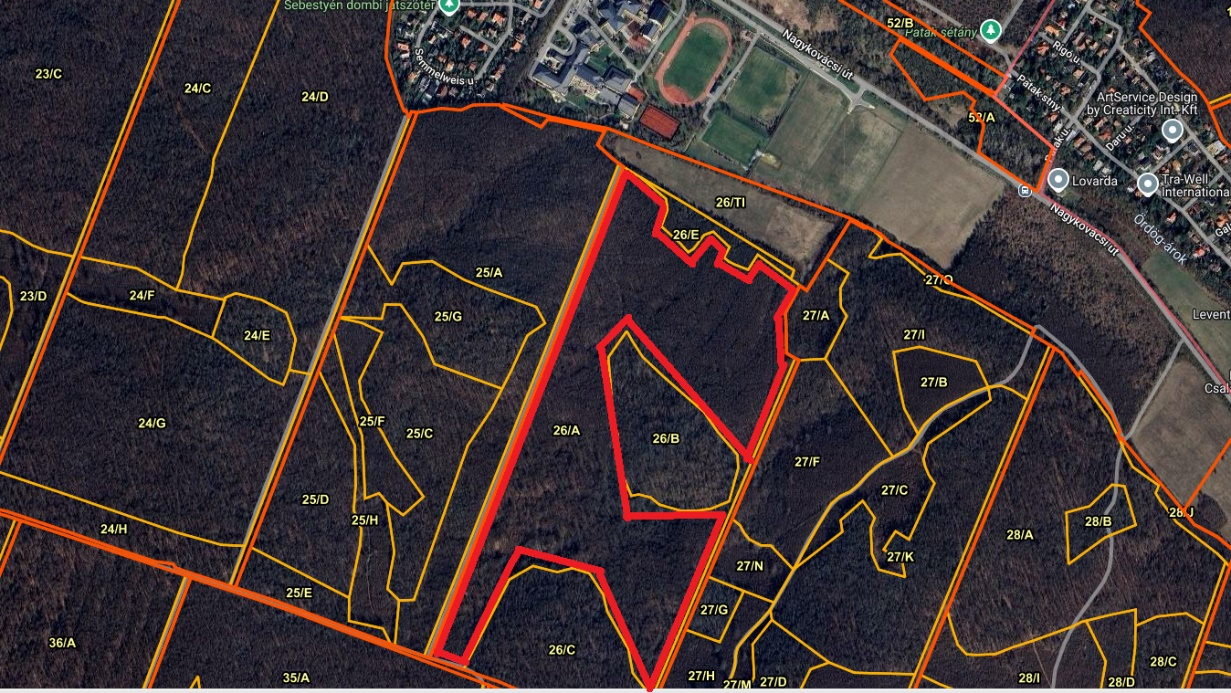 Sebestyén dombi játszótér
Semmelweis u.
Nagykovácsi út
52/B
Patak sétány
Rigó u.
Patak stny.
ArtService Design
by Creaticity Int. Kft
52/A
Patak u.
Daru u.
Lovarda
Tra-Well
International
Nagykovácsi út
Ördög-árok
Gal
Levent
Csal
23/C
24/C
24/D
26/TI
26/E
25/A
27/O
23/D
24/F
24/E
25/G
27/A
27/I
27/B
24/G
25/F
25/C
26/A
26/B
27/F
25/D
25/H
27/C
24/H
28/A
28/B
28/J
27/K
27/N
25/E
27/G
36/A
35/A
26/C
27/H
27/M
27/D
28/I
28/D
28/C